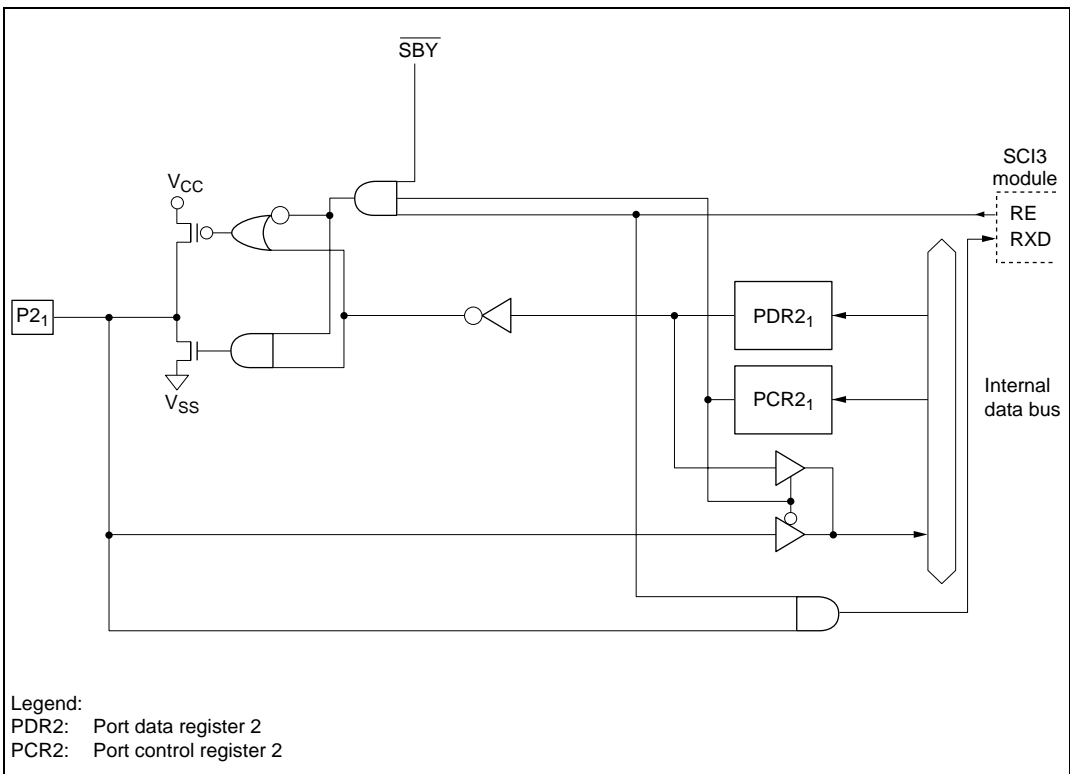 SBY
SCI3
module
VCC
RE
RXD
P21
PDR21
PCR21
Internal
data bus
VSS
Legend:
PDR2: Port data register 2
PCR2: Port control register 2